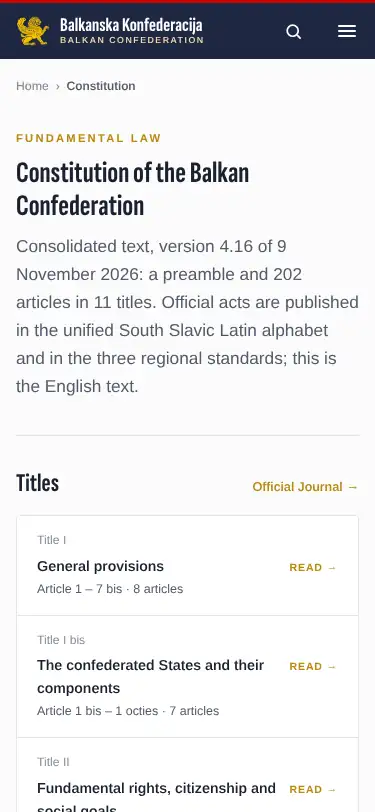 Balkanska Konfederacija
BALKAN CONFEDERATION
Home › Constitution
FUNDAMENTAL LAW
Constitution of the Balkan
Confederation
Consolidated text, version 4.16 of 9
November 2026: a preamble and 202
articles in 11 titles. Official acts are published
in the unified South Slavic Latin alphabet
and in the three regional standards; this is
the English text.
Titles
Official Journal →
Title I
General provisions
READ →
Article 1 – 7 bis · 8 articles
Title I bis
The confederated States and their
components
READ →
Article 1 bis – 1 octies · 7 articles
Title II
Fundamental rights, citizenship and
social goals
READ →